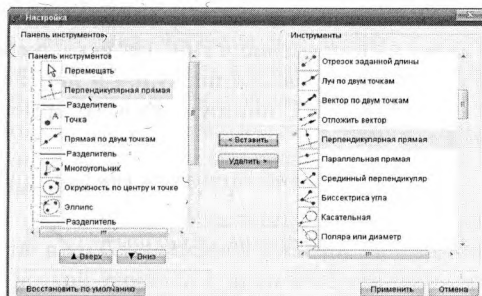 Настройка
Панель инструментов
Панель инструментов
Перемещать
Перпендикулярная прямая
Разделитель
Точка
Прямая по двум точкам
Разделитель
Многоугольник
Окружность по центру и точке
Эллипс
Разделитель
▲ Вверх
▼ Вниз
< Вставить
Удалить >
Инструменты
Отрезок заданной длины
Луч по двум точкам
Вектор по двум точкам
Отложить вектор
Перпендикулярная прямая
Параллельная прямая
Срединный перпендикуляр
Биссектриса угла
Касательная
Поляра или диаметр
Восстановить по умолчанию
Применить
Отмена